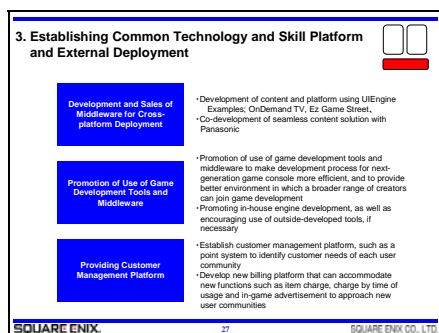 3. Establishing Common Technology and Skill Platform
and External Deployment
Development and Sales of
Middleware for Cross-
platform Deployment
・Development of content and platform using UIEngine
Examples; OnDemand TV, Ez Game Street、
・Co-development of seamless content solution with
Panasonic
Promotion of Use of Game
Development Tools and
Middleware
・Promotion of use of game development tools and
middleware to make development process for next-
generation game console more efficient, and to provide
better environment in which a broader range of creators
can join game development
・Promoting in-house engine development, as well as
encouraging use of outside-developed tools, if
necessary
Providing Customer
Management Platform
・Establish customer management platform, such as a
point system to identify customer needs of each user
community
・Develop new billing platform that can accommodate
new functions such as item charge, charge by time of
usage and in-game advertisement to approach new
user communities
SQUARE ENIX.
27
SQUARE ENIX CO., LTD.